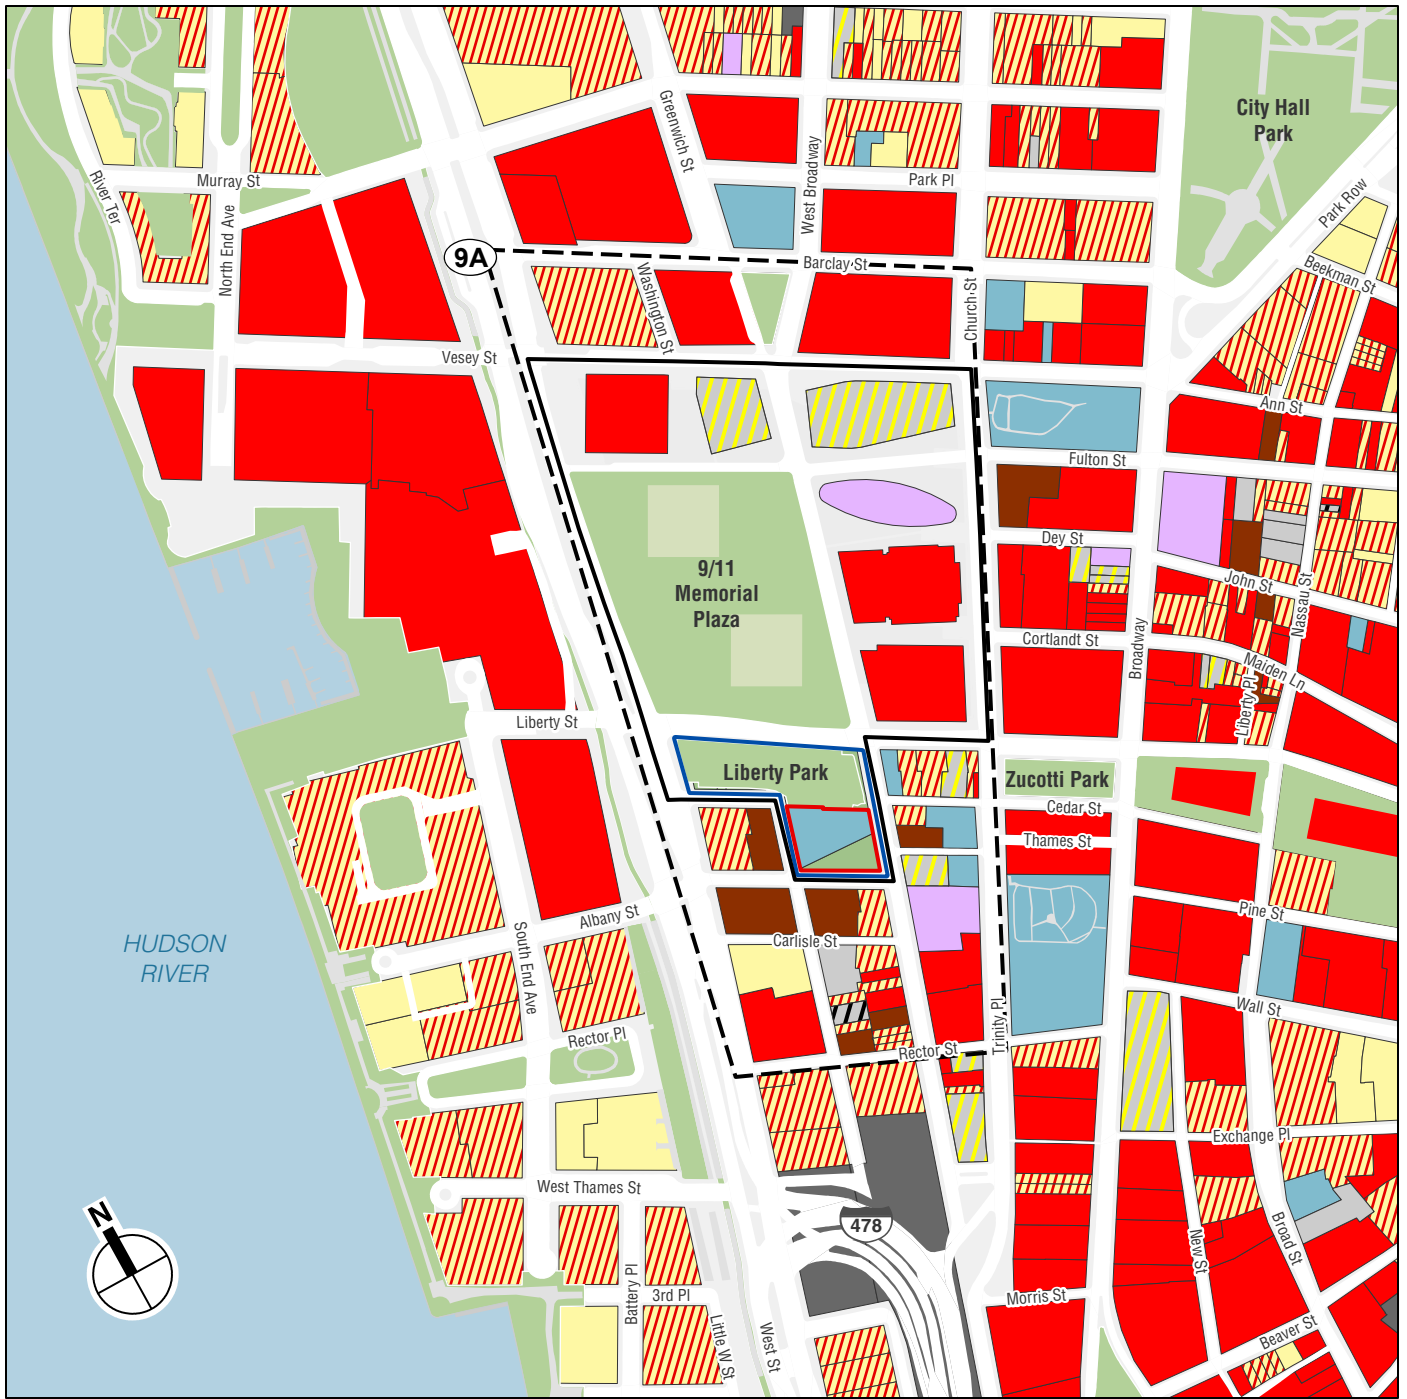 City Hall
Park
Greenwich St
West Broadway
Park Pl
Park Row
Murray St
River Ter
North End Ave
Beekman St
9A
Barclay St
Washington St
Church St
Vesey St
Ann St
Fulton St
Dey St
John St
Nassau St
9/11
Memorial
Plaza
Cortlandt St
Broadway
Maiden Ln
Liberty Pl
Liberty St
Liberty Park
Zucotti Park
Cedar St
Thames St
Albany St
Pine St
HUDSON
RIVER
South End Ave
Carlisle St
Wall St
Trinity Pl
Rector Pl
Rector St
Exchange Pl
West Thames St
N
478
New St
Broad St
Battery Pl
3rd Pl
Morris St
Little W St
West St
Beaver St